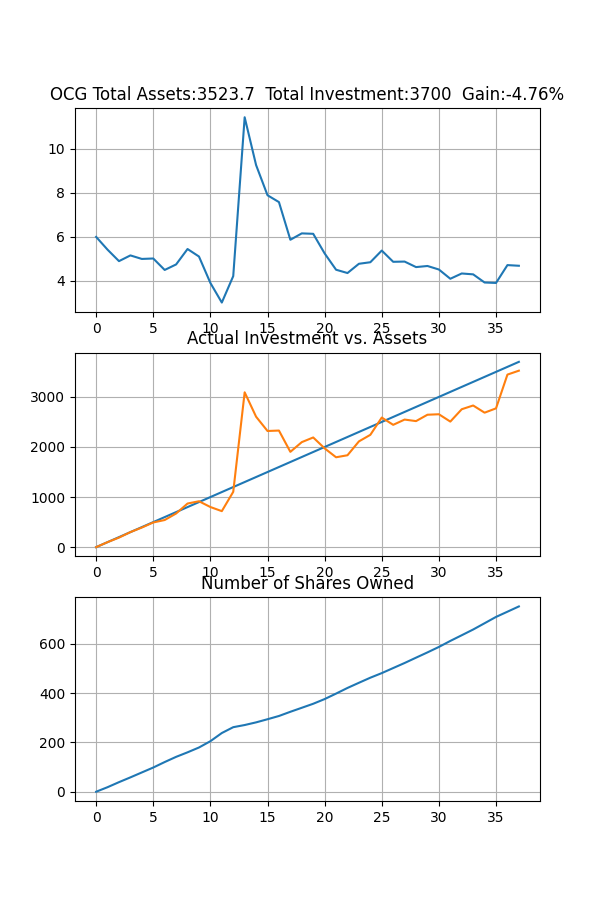 OCG Total Assets:3523.7  Total Investment:3700  Gain:-4.76%
10
8
6
4
0 5 10 15 20 25 30 35
Actual Investment vs. Assets
3000
2000
1000
0
0 5 10 15 20 25 30 35
Number of Shares Owned
600
400
200
0
0 5 10 15 20 25 30 35